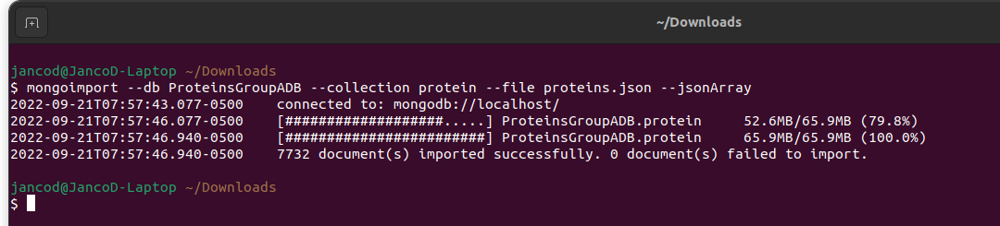 ~/Downloads
jancod@JancoD-Laptop ~/Downloads
$ mongoimport --db ProteinsGroupADB --collection protein --file proteins.json --jsonArray
2022-09-21T07:57:43.077-0500    connected to: mongodb://localhost/
2022-09-21T07:57:46.077-0500    [###################.....] ProteinsGroupADB.protein     52.6MB/65.9MB (79.8%)
2022-09-21T07:57:46.940-0500    [########################] ProteinsGroupADB.protein     65.9MB/65.9MB (100.0%)
2022-09-21T07:57:46.940-0500    7732 document(s) imported successfully. 0 document(s) failed to import.
jancod@JancoD-Laptop ~/Downloads
$